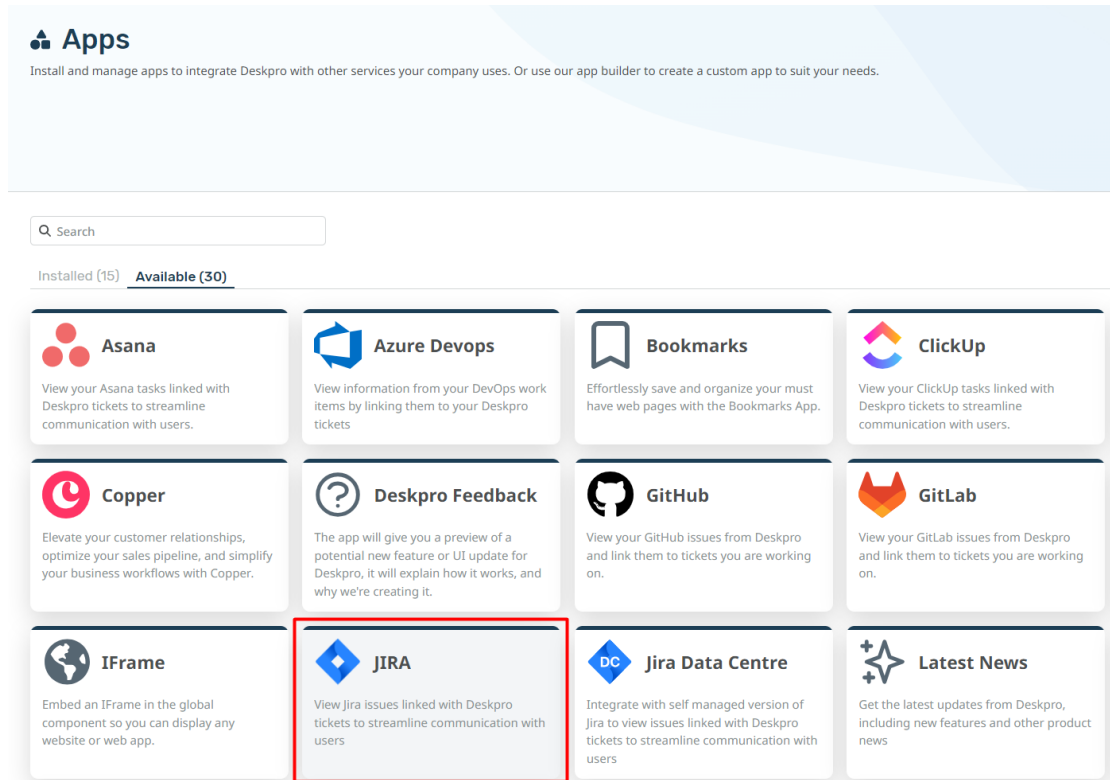 Apps
Install and manage apps to integrate Deskpro with other services your company uses. Or use our app builder to create a custom app to suit your needs.
Search
Installed (15) Available (30)
Asana
View your Asana tasks linked with
Deskpro tickets to streamline
communication with users.
Azure Devops
View information from your DevOps work
items by linking them to your Deskpro
tickets
Bookmarks
Effortlessly save and organize your must
have web pages with the Bookmarks App.
ClickUp
View your ClickUp tasks linked with
Deskpro tickets to streamline
communication with users.
Copper
Elevate your customer relationships,
optimize your sales pipeline, and simplify
your business workflows with Copper.
Deskpro Feedback
The app will give you a preview of a
potential new feature or UI update for
Deskpro, it will explain how it works, and
why we're creating it.
GitHub
View your GitHub issues from Deskpro
and link them to tickets you are working
on.
GitLab
View your GitLab issues from Deskpro
and link them to tickets you are working
on.
IFrame
Embed an IFrame in the global
component so you can display any
website or web app.
JIRA
View Jira issues linked with Deskpro
tickets to streamline communication with
users
DC
Jira Data Centre
Integrate with self managed version of
Jira to view issues linked with Deskpro
tickets to streamline communication with
users
Latest News
Get the latest updates from Deskpro,
including new features and other product
news